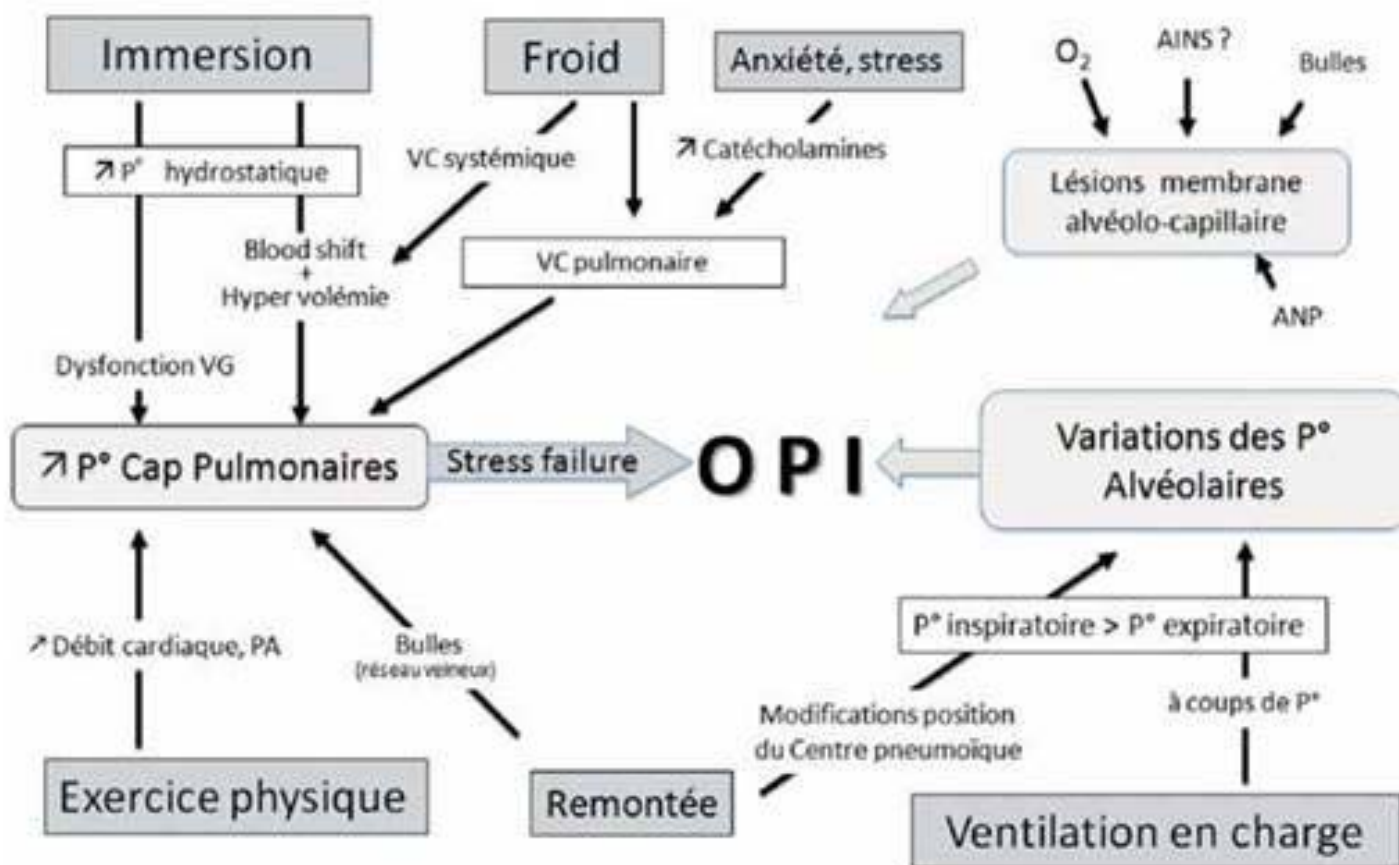 Immersion
Froid
Anxiété, stress
O₂
AINS ?
Bulles
↗ P° hydrostatique
VC systémique
↗ Catécholamines
Lésions membrane
alvéolo-capillaire
Blood shift
+
Hyper volémie
VC pulmonaire
ANP
Dysfonction VG
↗ P° Cap Pulmonaires
Stress failure
OPI
Variations des P°
Alvéolaires
↗ Débit cardiaque, PA
Bulles
(réseau veineux)
P° inspiratoire > P° expiratoire
Modifications position
du Centre pneumoïque
à coups de P°
Exercice physique
Remontée
Ventilation en charge